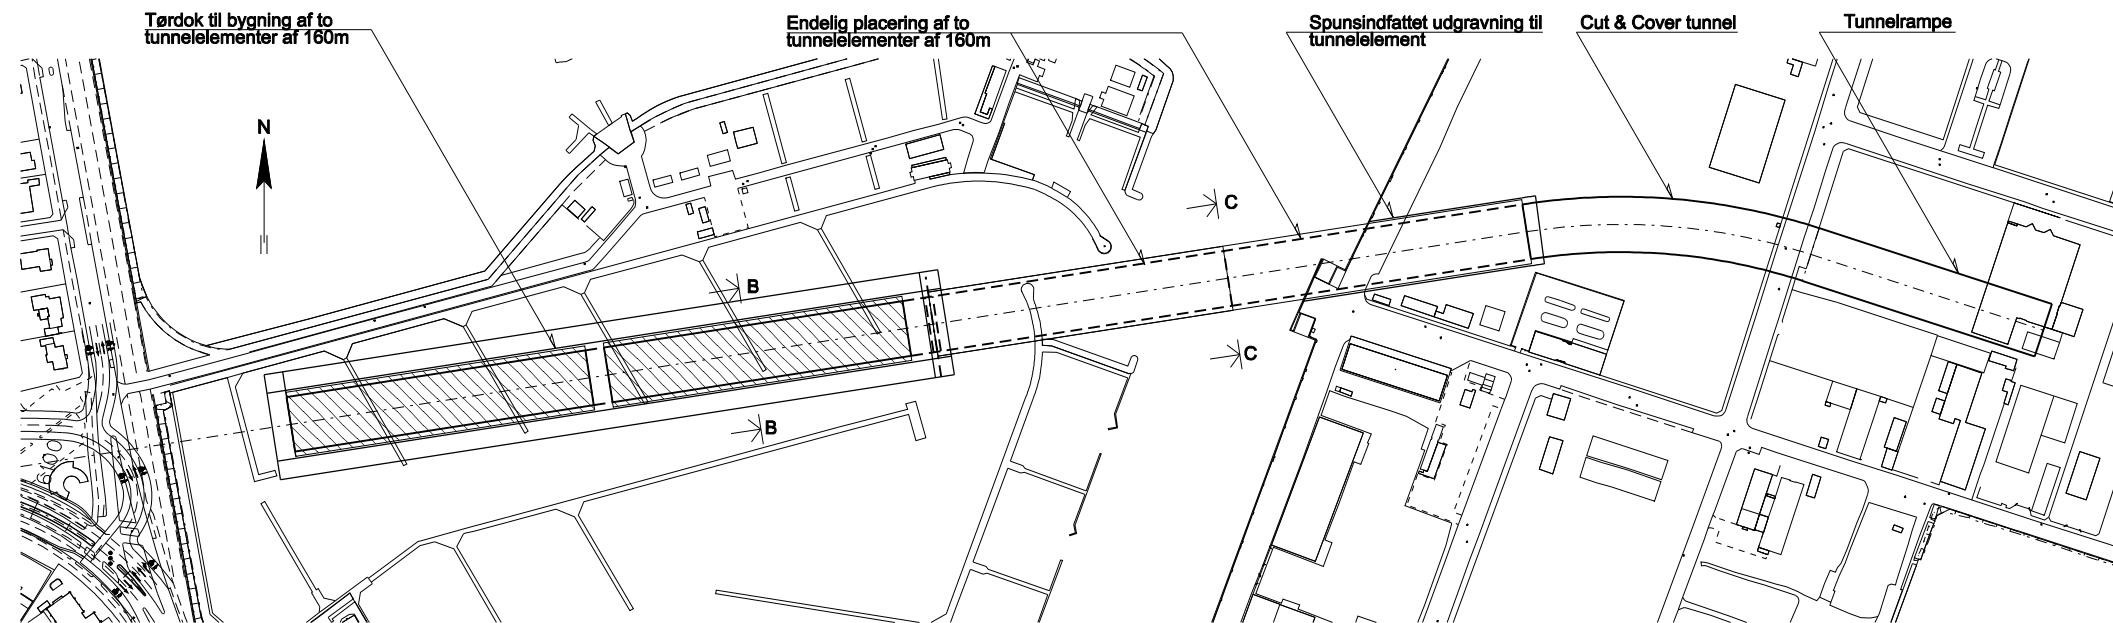 Tørdok til bygning af to
tunnelelementer af 160m
Endelig placering af to
tunnelelementer af 160m
Spunsindfattet udgravning til
tunnelelement
Cut & Cover tunnel
Tunnelrampe
N
C
B
C
B